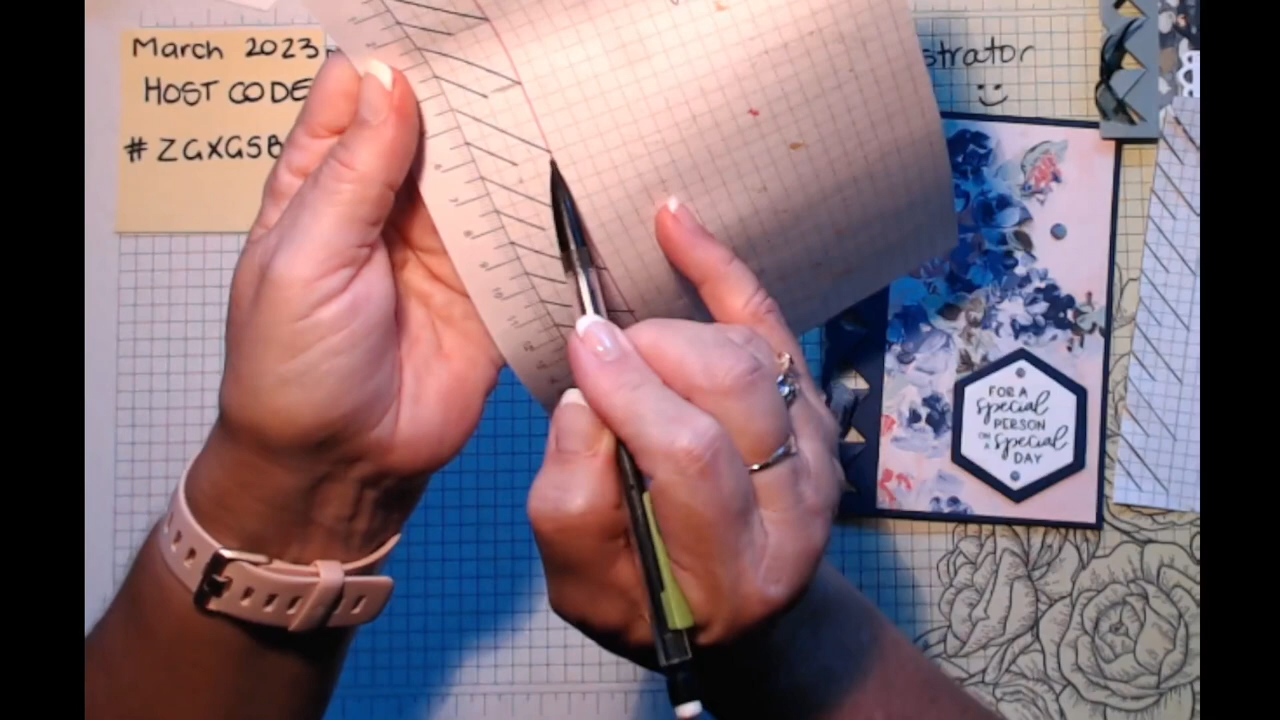 March 2023
HOST CODE
#ZGXGSB
strator
FOR A
special
PERSON
ON
A special
DAY